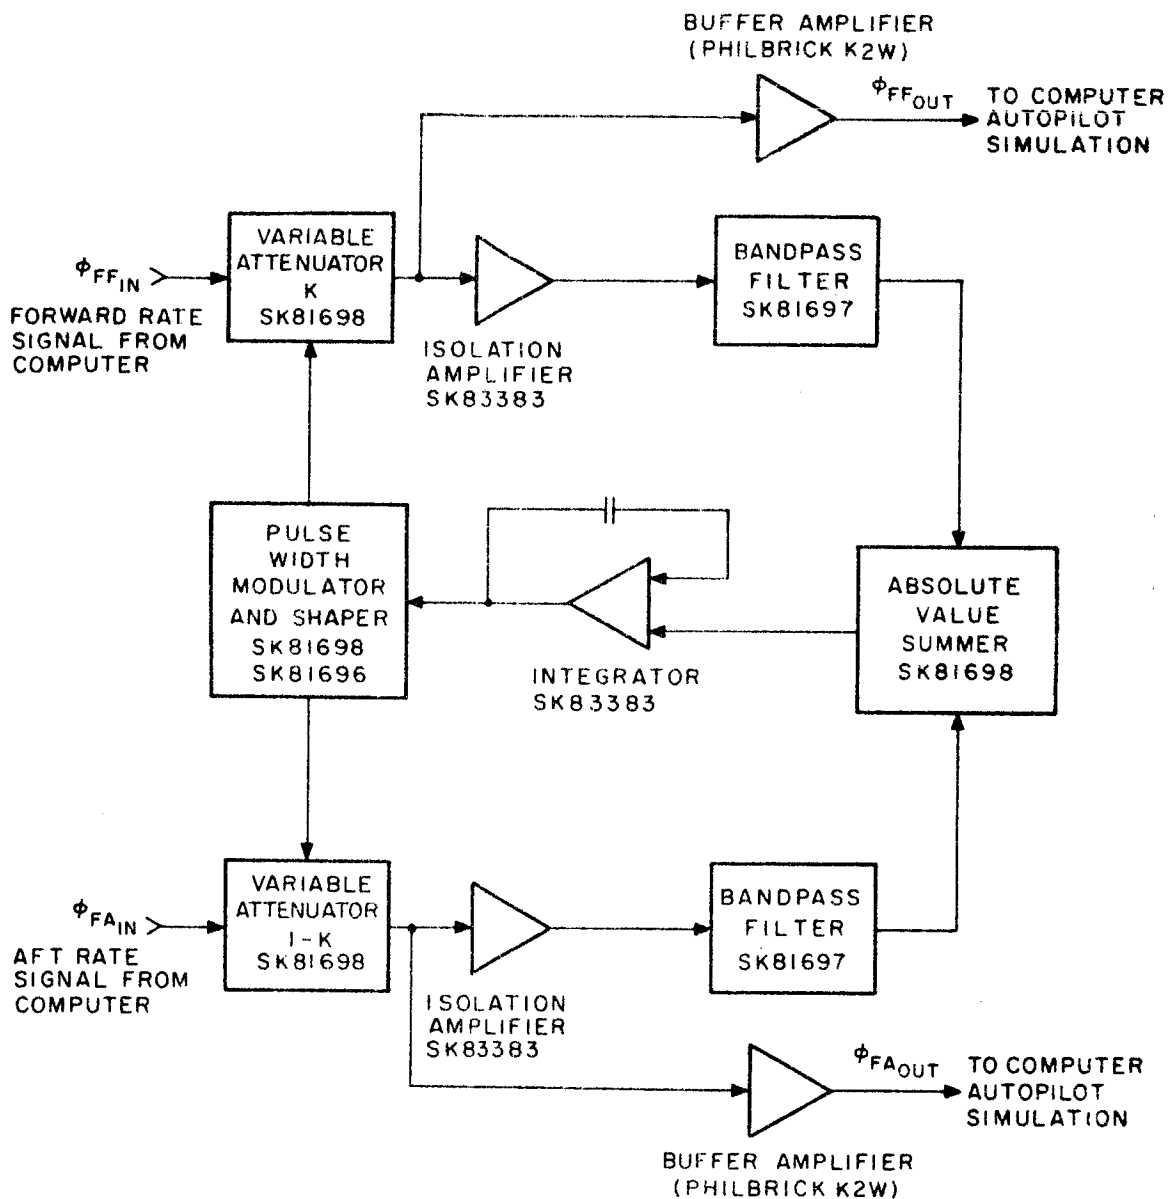 BUFFER AMPLIFIER
(PHILBRICK K2W)
ϕFFOUT
TO COMPUTER
AUTOPILOT
SIMULATION
VARIABLE
ATTENUATOR
K
SK81698
BANDPASS
FILTER
SK81697
ϕFFIN
FORWARD RATE
SIGNAL FROM
COMPUTER
ISOLATION
AMPLIFIER
SK83383
PULSE
WIDTH
MODULATOR
AND SHAPER
SK81698
SK81696
INTEGRATOR
SK83383
ABSOLUTE
VALUE
SUMMER
SK81698
VARIABLE
ATTENUATOR
1-K
SK81698
BANDPASS
FILTER
SK81697
ϕFAIN
AFT RATE
SIGNAL FROM
COMPUTER
ISOLATION
AMPLIFIER
SK83383
ϕFAOUT
TO COMPUTER
AUTOPILOT
SIMULATION
BUFFER AMPLIFIER
(PHILBRICK K2W)